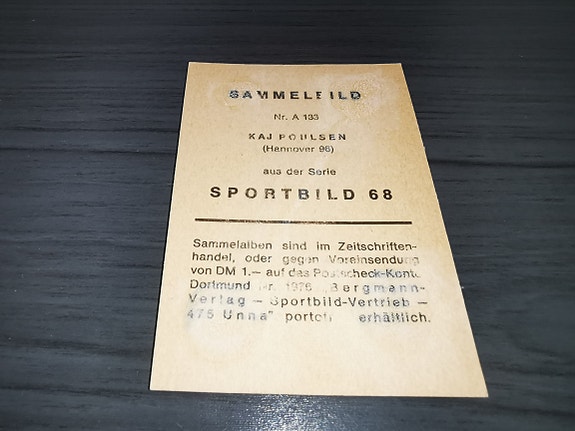 SAMMELBILD
Nr. A 133
KAJ POULSEN
(Hannover 96)
aus der Serie
SPORTBILD 68
Sammelalben sind im Zeitschriften-
handel, oder gegen Voreinsendung
von DM 1.— auf das Postscheck-Konto
Dortmund Nr. 1976 „Bergmann-
Verlag — Sportbild-Vertrieb —
475 Unna” erhältlich.